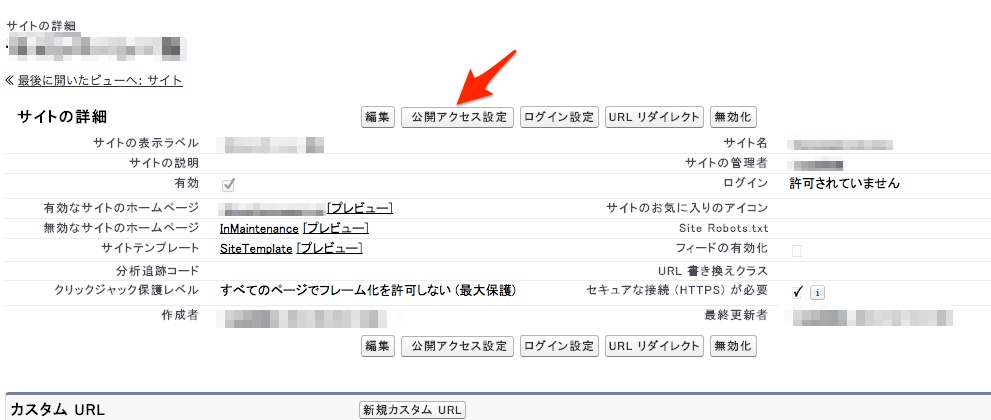 サイトの詳細
≪ 最後に開いたビューへ: サイト
サイトの詳細 編集 公開アクセス設定 ログイン設定 URL リダイレクト 無効化
サイトの表示ラベル サイト名
サイトの説明 サイトの管理者
有効 ログイン 許可されていません
有効なサイトのホームページ [プレビュー] サイトのお気に入りのアイコン
無効なサイトのホームページ InMaintenance [プレビュー] Site Robots.txt
サイトテンプレート SiteTemplate [プレビュー] フィードの有効化
分析追跡コード URL 書き換えクラス
クリックジャック保護レベル すべてのページでフレーム化を許可しない (最大保護) セキュアな接続 (HTTPS) が必要 i
作成者 最終更新者
編集 公開アクセス設定 ログイン設定 URL リダイレクト 無効化
カスタム URL 新規カスタム URL